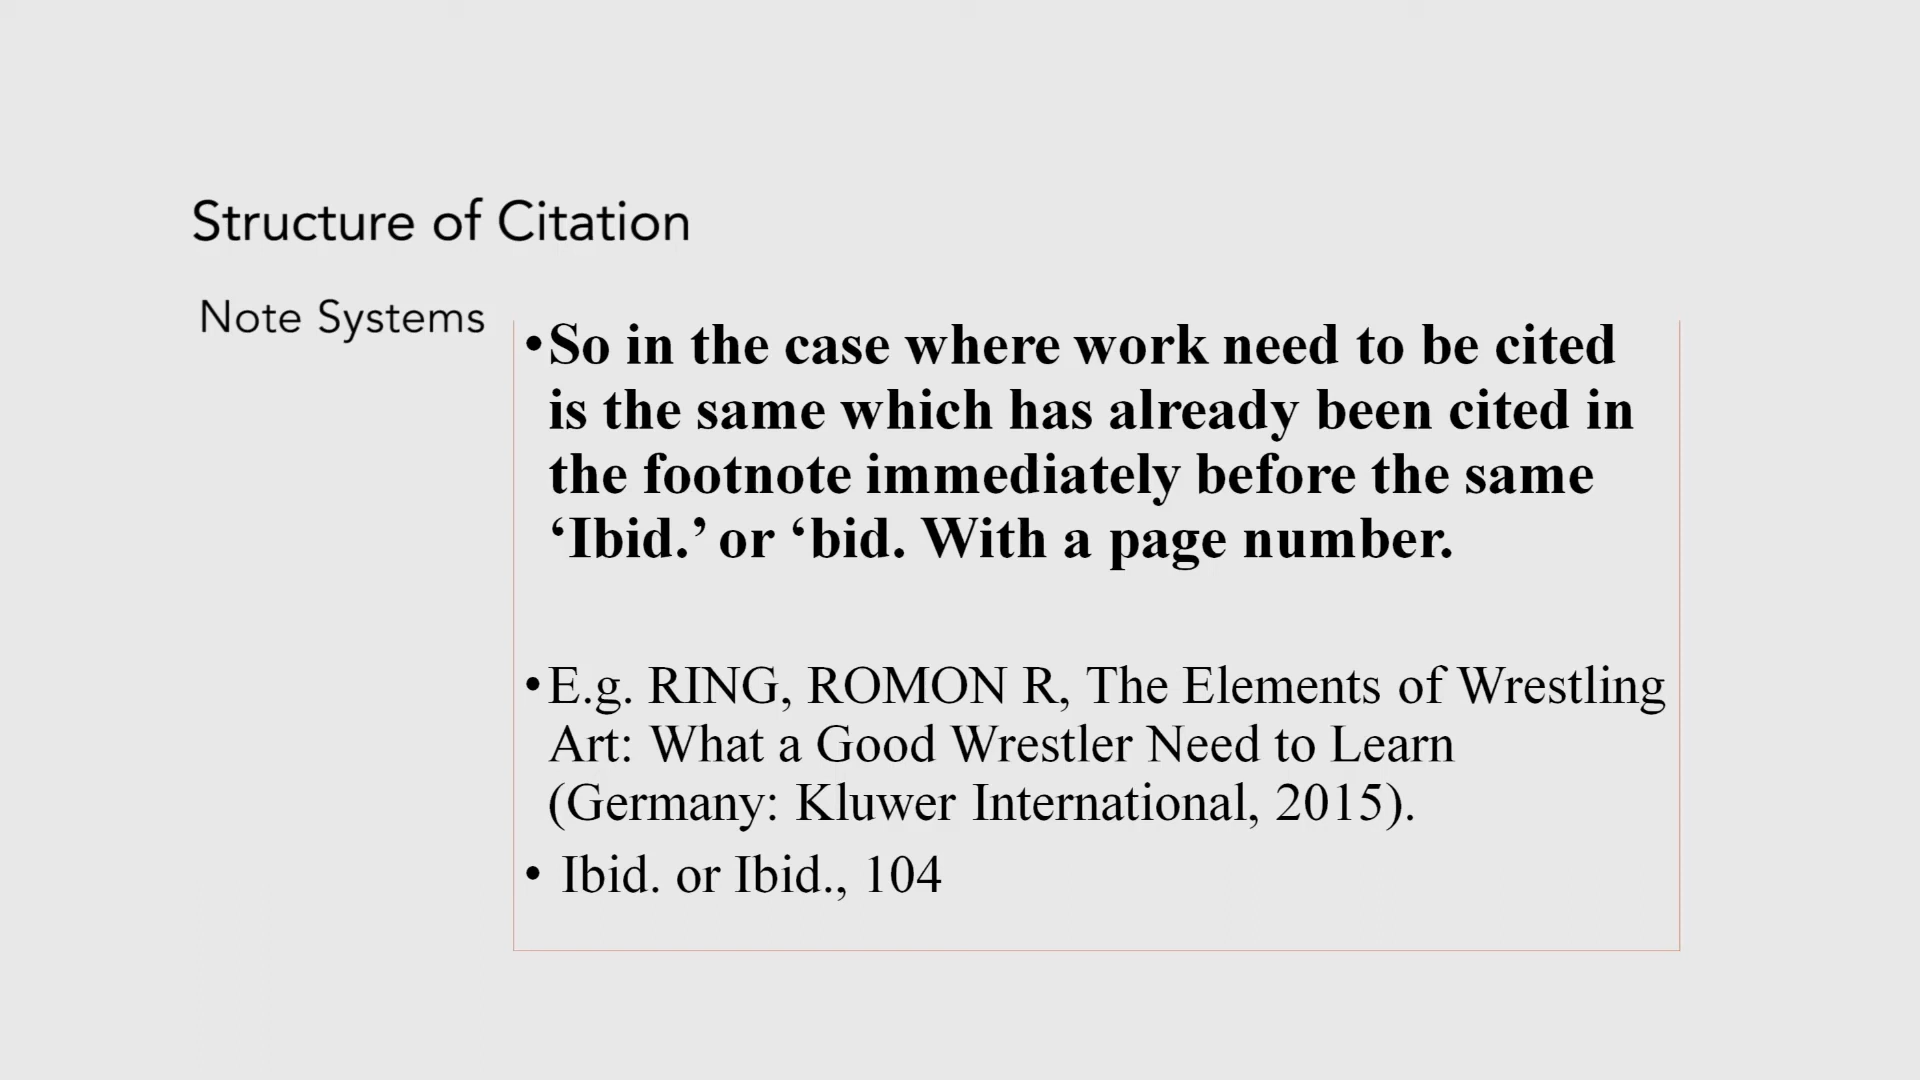 Structure of Citation
Note Systems
•So in the case where work need to be cited
is the same which has already been cited in
the footnote immediately before the same
‘Ibid.’ or ‘bid. With a page number.
•E.g. RING, ROMON R, The Elements of Wrestling
Art: What a Good Wrestler Need to Learn
(Germany: Kluwer International, 2015).
• Ibid. or Ibid., 104